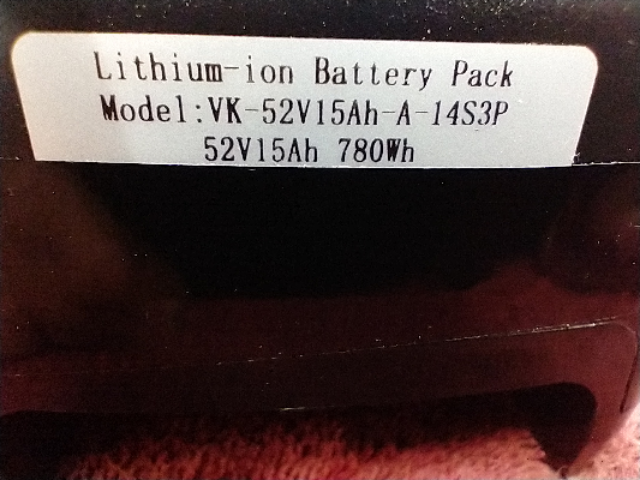 Lithium-ion Battery Pack
Model:VK-52V15Ah-A-14S3P
52V15Ah 780Wh